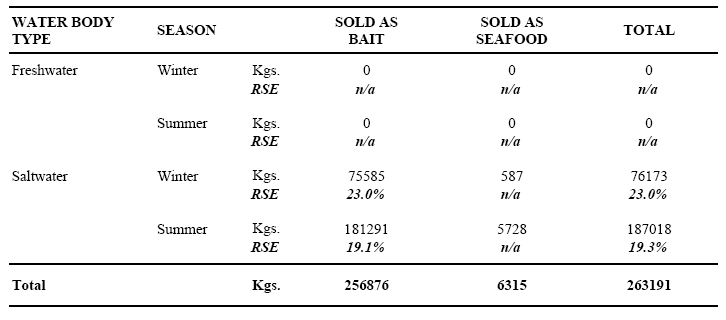 WATER BODY TYPE SEASON SOLD AS BAIT SOLD AS SEAFOOD TOTAL
Freshwater Winter Kgs. 0 0 0
RSE n/a n/a n/a
Summer Kgs. 0 0 0
RSE n/a n/a n/a
Saltwater Winter Kgs. 75585 587 76173
RSE 23.0% n/a 23.0%
Summer Kgs. 181291 5728 187018
RSE 19.1% n/a 19.3%
Total Kgs. 256876 6315 263191